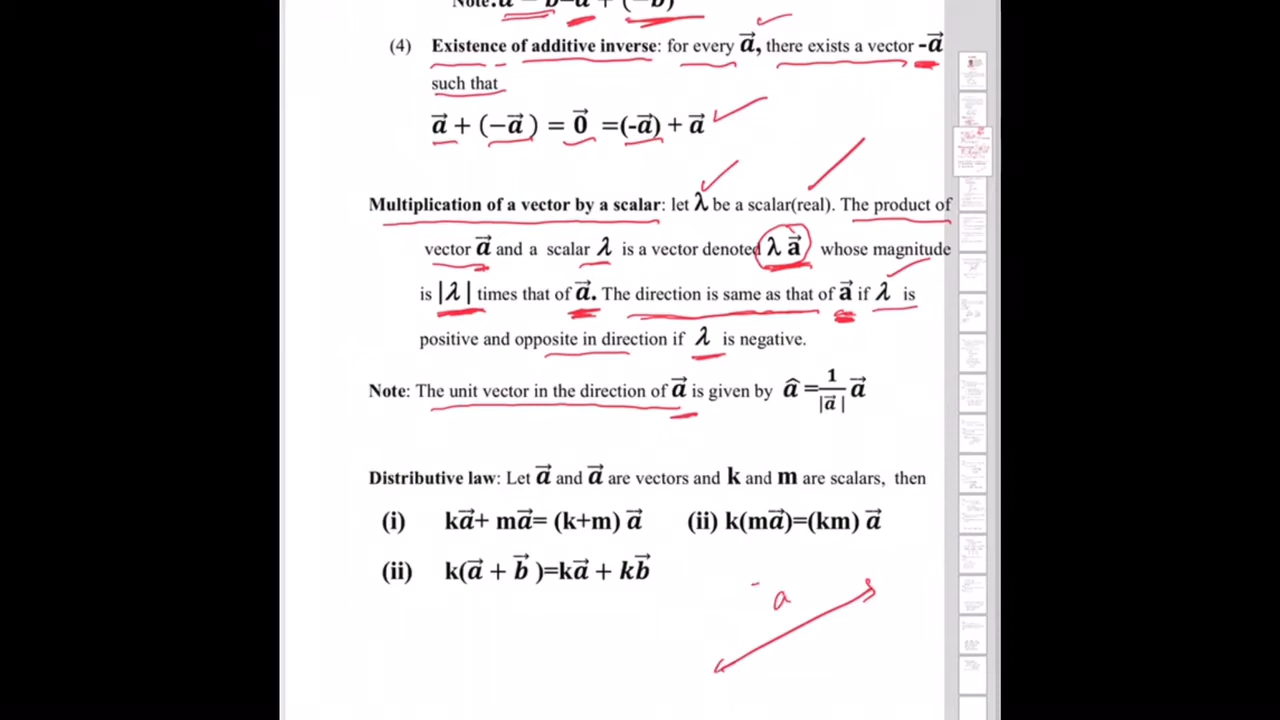 Note: a⃗ − b⃗=a⃗ + (−b⃗)
(4) Existence of additive inverse: for every a⃗, there exists a vector -a⃗
such that
a⃗ + (−a⃗ ) = 0⃗ =(-a⃗) + a⃗
Multiplication of a vector by a scalar: let λ be a scalar(real). The product of
vector a⃗ and a scalar λ is a vector denoted λ a⃗ whose magnitude
is |λ | times that of a⃗. The direction is same as that of a⃗ if λ is
positive and opposite in direction if λ is negative.
Note: The unit vector in the direction of a⃗ is given by â =1/|a⃗ | a⃗
Distributive law: Let a⃗ and a⃗ are vectors and k and m are scalars, then
(i) ka⃗+ ma⃗= (k+m) a⃗ (ii) k(ma⃗)=(km) a⃗
(ii) k(a⃗ + b⃗ )=ka⃗ + kb⃗
a